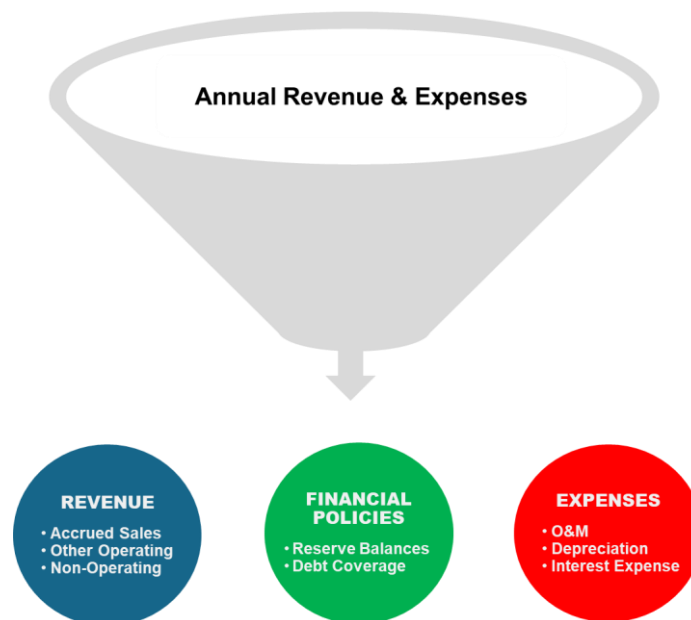 Annual Revenue & Expenses
REVENUE
• Accrued Sales
• Other Operating
• Non-Operating
FINANCIAL
POLICIES
• Reserve Balances
• Debt Coverage
EXPENSES
• O&M
• Depreciation
• Interest Expense